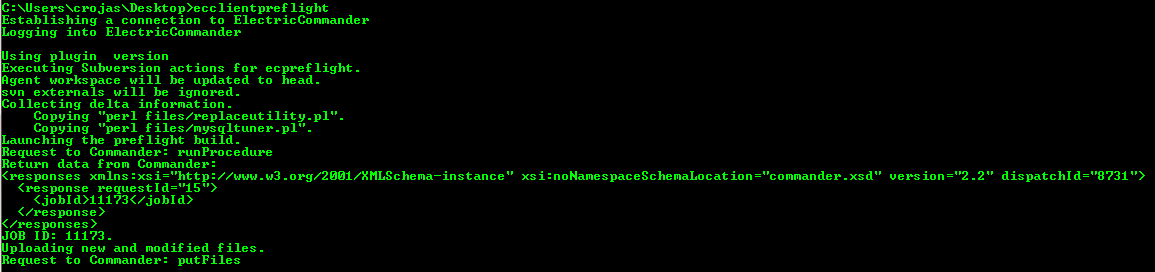 C:\Users\crojas\Desktop>ecclientpreflight
Establishing a connection to ElectricCommander
Logging into ElectricCommander
Using plugin  version
Executing Subversion actions for ecpreflight.
Agent workspace will be updated to head.
svn externals will be ignored.
Collecting delta information.
    Copying "perl files/replaceutility.pl".
    Copying "perl files/mysqltuner.pl".
Launching the preflight build.
Request to Commander: runProcedure
Return data from Commander:
<responses xmlns:xsi="http://www.w3.org/2001/XMLSchema-instance" xsi:noNamespaceSchemaLocation="commander.xsd" version="2.2" dispatchId="8731">
  <response requestId="15">
    <jobId>11173</jobId>
  </response>
</responses>
JOB ID: 11173.
Uploading new and modified files.
Request to Commander: putFiles